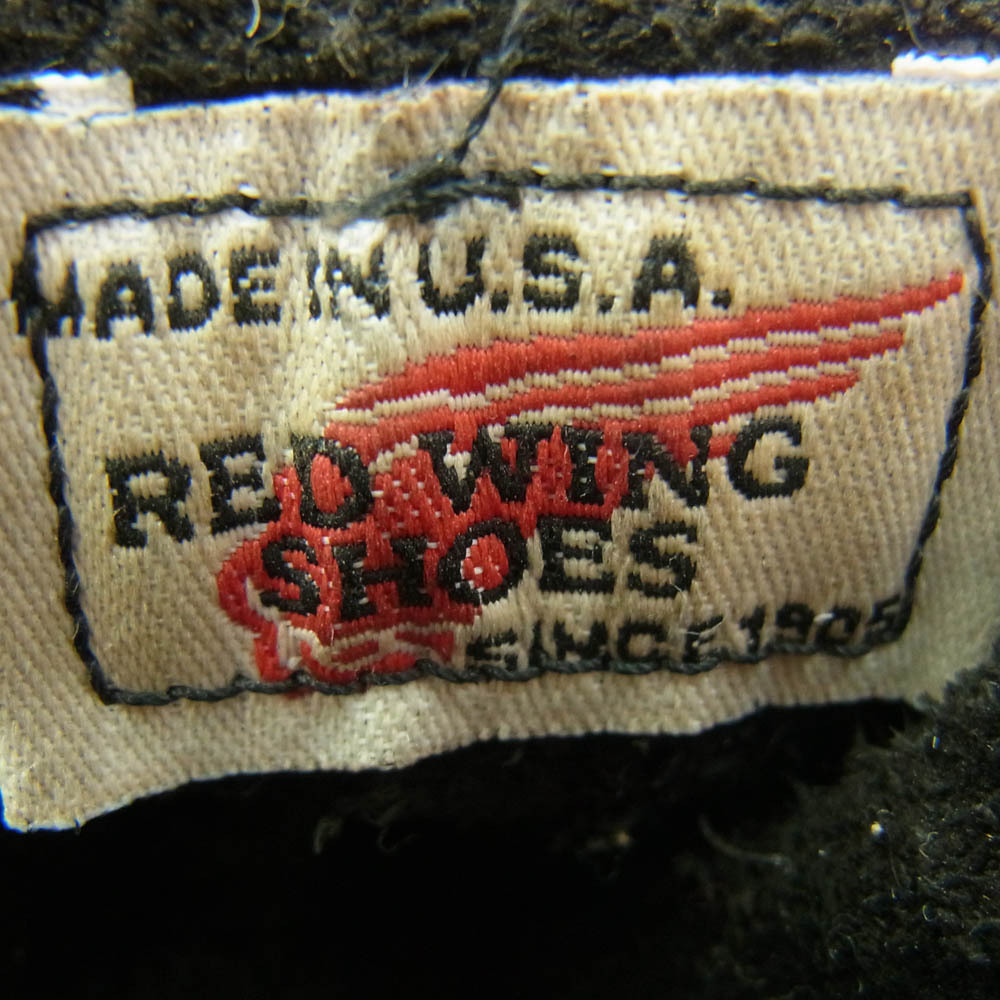 MADE IN U.S.A.
RED WING
SHOES
SINCE 1905